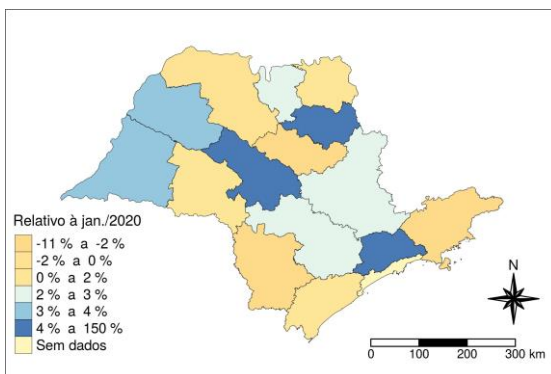 Relativo à jan./2020
-11 % a -2 %
-2 % a 0 %
0 % a 2 %
2 % a 3 %
3 % a 4 %
4 % a 150 %
Sem dados
N
0 100 200 300 km